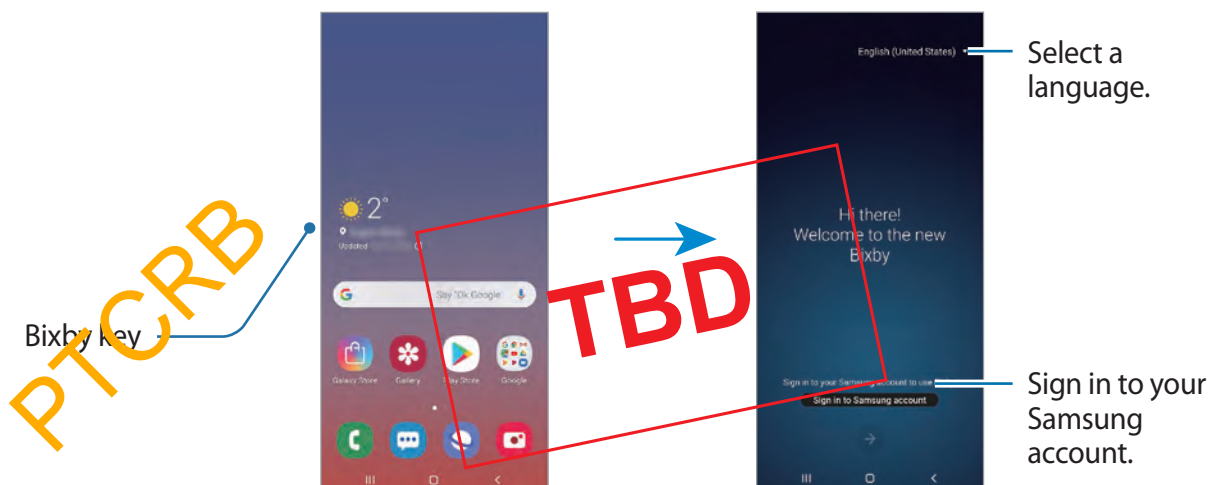 English (United States)
Select a
language.
2°
Updated
Hi there!
Welcome to the new
Bixby
Say "Ok Google"
TBD
PTCRB
Bixby key
Galaxy Store
Gallery
Play Store
Google
Sign in to your Samsung account to use
Sign in to Samsung account
Sign in to your
Samsung
account.